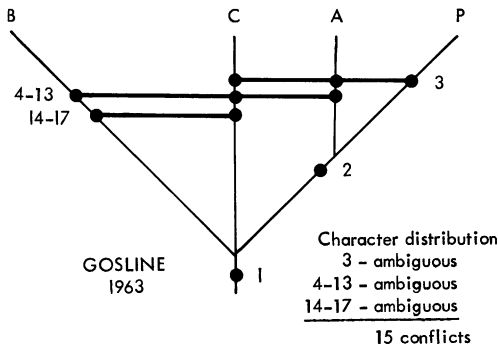 B C A P
3
4-13
14-17
2
1
GOSLINE
1963
Character distribution
3 - ambiguous
4-13 - ambiguous
14-17 - ambiguous
15 conflicts